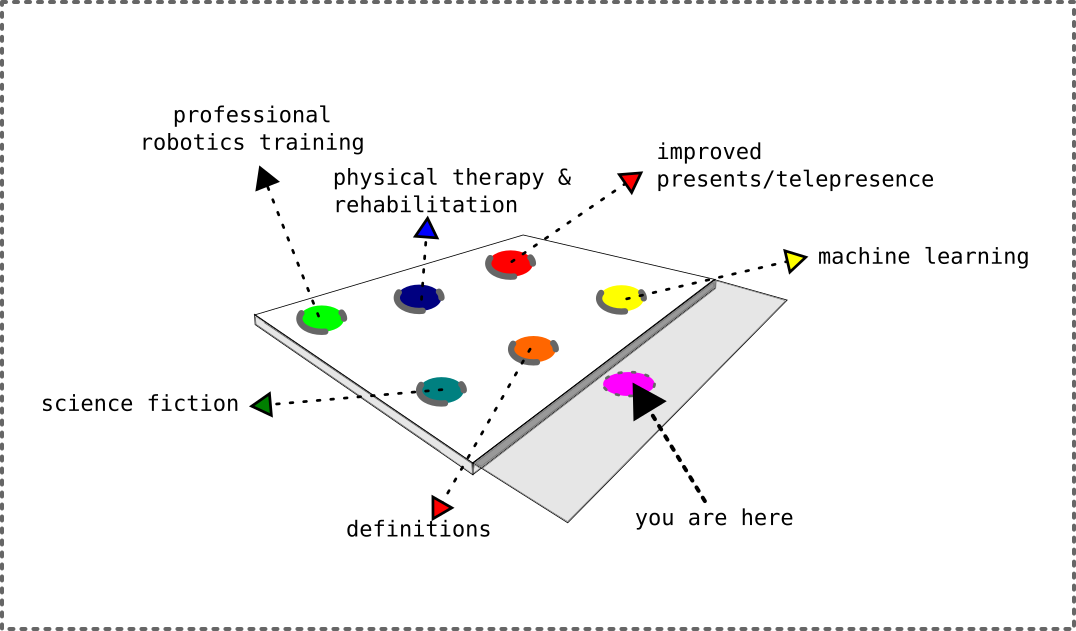 professional
robotics training
physical therapy &
rehabilitation
improved
presents/telepresence
machine learning
science fiction
definitions
you are here